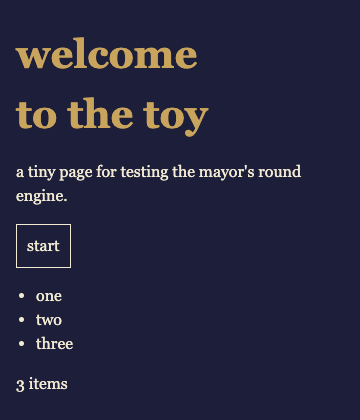 welcome
to the toy
a tiny page for testing the mayor's round
engine.
start
one
two
three
3 items